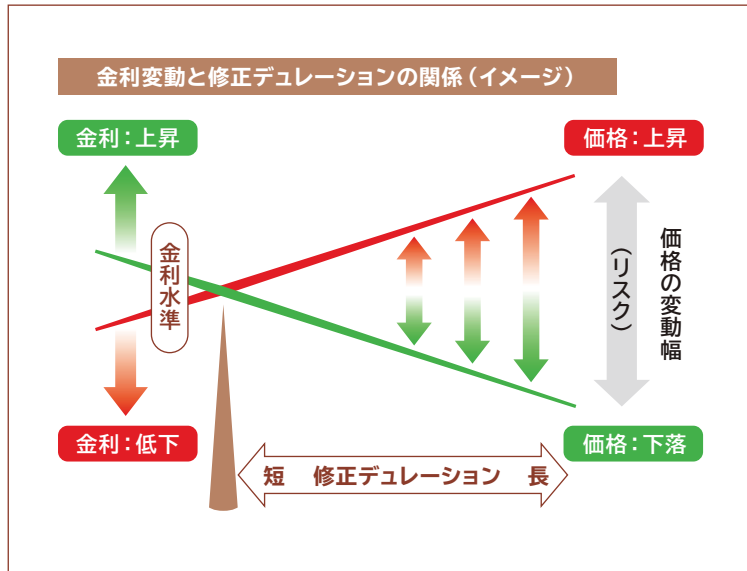 金利変動と修正デュレーションの関係（イメージ）
金利：上昇
価格：上昇
金利水準
価格の変動幅
（リスク）
金利：低下
価格：下落
短 修正デュレーション 長